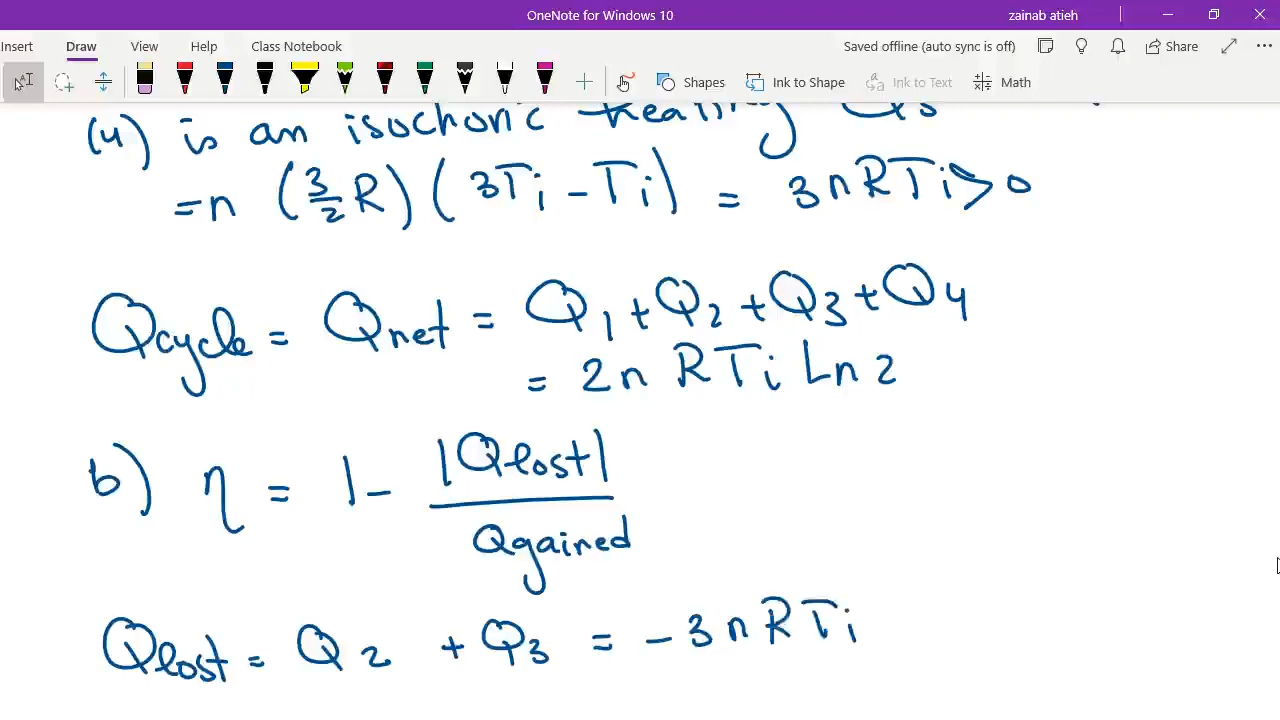 OneNote for Windows 10
zainab atieh
Insert Draw View Help Class Notebook
Saved offline (auto sync is off) Share
Shapes Ink to Shape Ink to Text Math
(4) is an isochoric heating Q
= n (3/2 R) (3Ti - Ti) = 3nRTi > 0
Qcycle = Qnet = Q1 + Q2 + Q3 + Q4
= 2n RTi Ln 2
b) η = 1 - |Qlost| / Qgained
Qlost = Q2 + Q3 = - 3nRTi